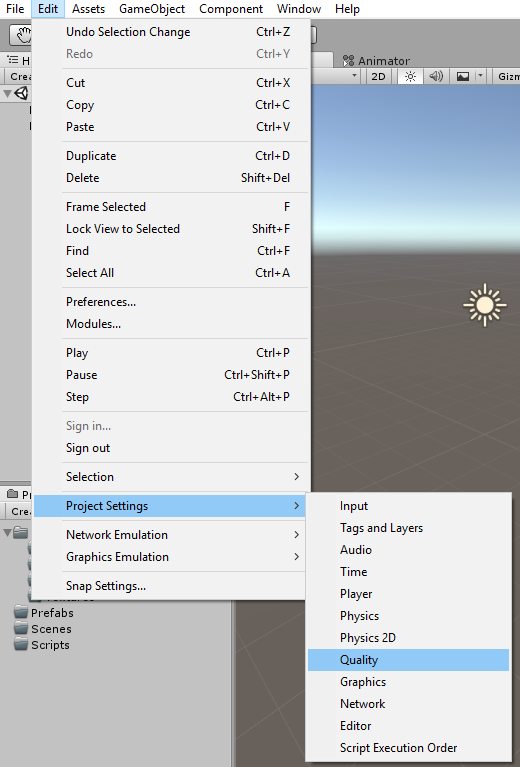 File Edit Assets GameObject Component Window Help
Undo Selection Change Ctrl+Z
Redo Ctrl+Y
Animator
2D
Cut Ctrl+X
Copy Ctrl+C
Paste Ctrl+V
Duplicate Ctrl+D
Delete Shift+Del
Frame Selected F
Lock View to Selected Shift+F
Find Ctrl+F
Select All Ctrl+A
Preferences...
Modules...
Play Ctrl+P
Pause Ctrl+Shift+P
Step Ctrl+Alt+P
Sign in...
Sign out
Selection
Project Settings
Network Emulation
Graphics Emulation
Snap Settings...
Input
Tags and Layers
Audio
Time
Player
Physics
Physics 2D
Quality
Graphics
Network
Editor
Script Execution Order
Prefabs
Scenes
Scripts